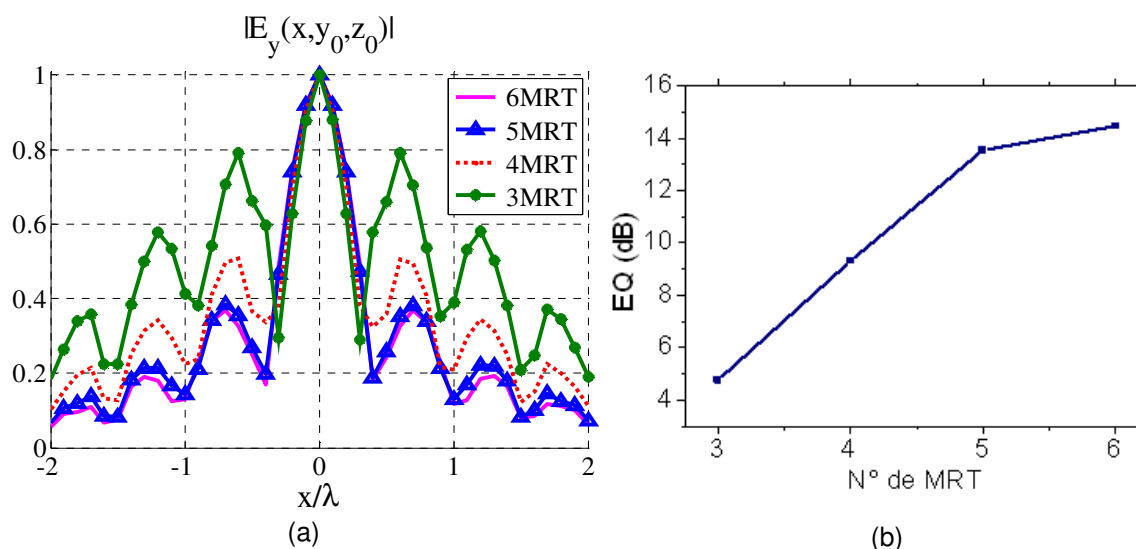 |E_y(x,y_0,z_0)|
1
0.8
0.6
0.4
0.2
0
-2 -1 0 1 2
x/λ
6MRT
5MRT
4MRT
3MRT
(a)
16
14
12
10
8
6
4
EQ (dB)
3 4 5 6
N° de MRT
(b)